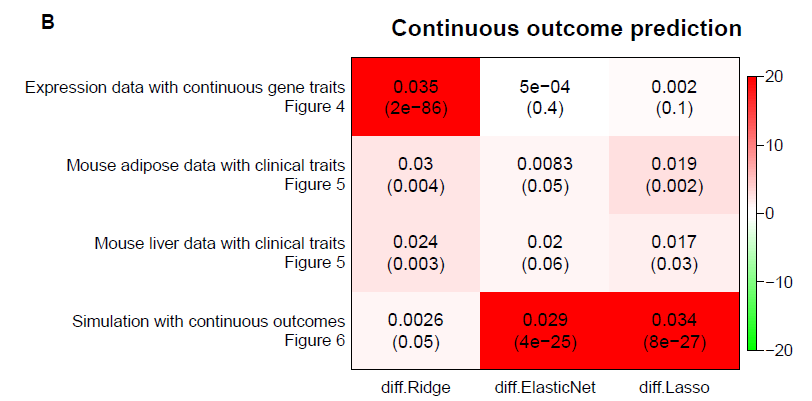 B
Continuous outcome prediction
Expression data with continuous gene traits
Figure 4
0.035
(2e−86)
5e−04
(0.4)
0.002
(0.1)
Mouse adipose data with clinical traits
Figure 5
0.03
(0.004)
0.0083
(0.05)
0.019
(0.002)
Mouse liver data with clinical traits
Figure 5
0.024
(0.003)
0.02
(0.06)
0.017
(0.03)
Simulation with continuous outcomes
Figure 6
0.0026
(0.05)
0.029
(4e−25)
0.034
(8e−27)
diff.Ridge
diff.ElasticNet
diff.Lasso
20
10
0
−10
−20